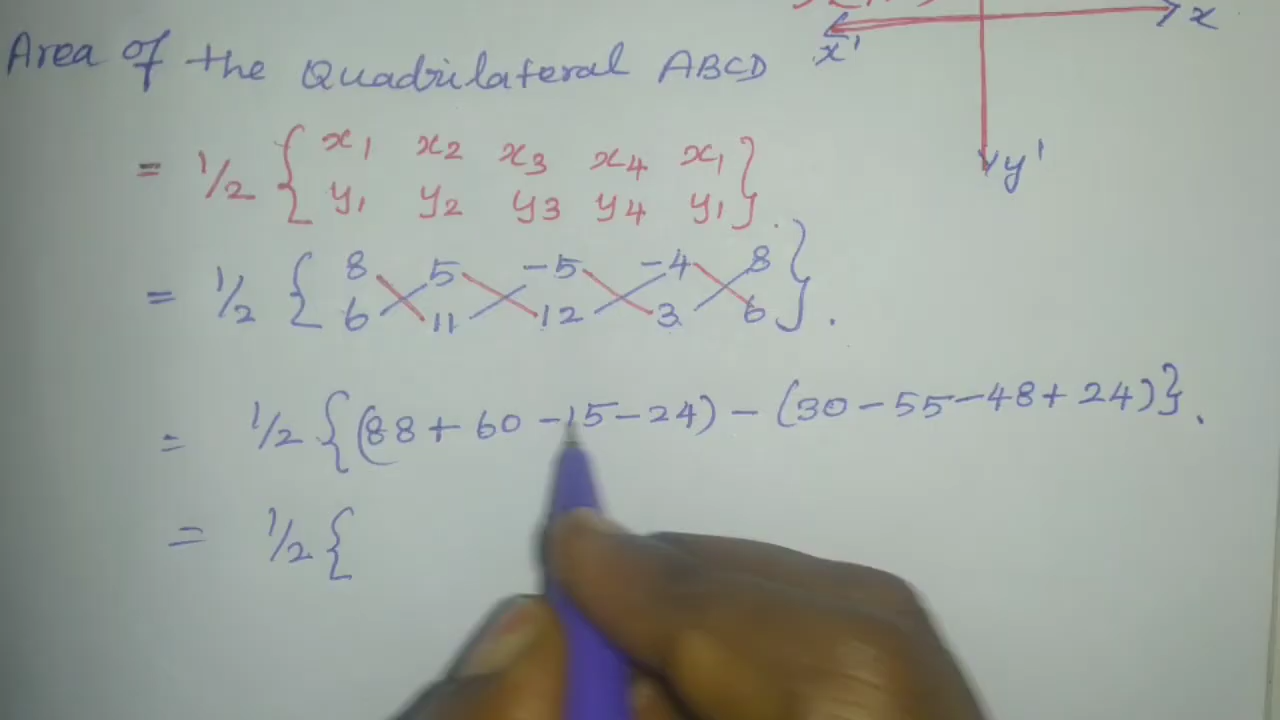 x
x'
y'
Area of the Quadrilateral ABCD
= 1/2 { x1 x2 x3 x4 x1
y1 y2 y3 y4 y1 }.
= 1/2 { 8 5 -5 -4 8
6 11 12 3 6 }.
= 1/2 {(88 + 60 - 15 - 24) - (30 - 55 - 48 + 24)}.
= 1/2 {